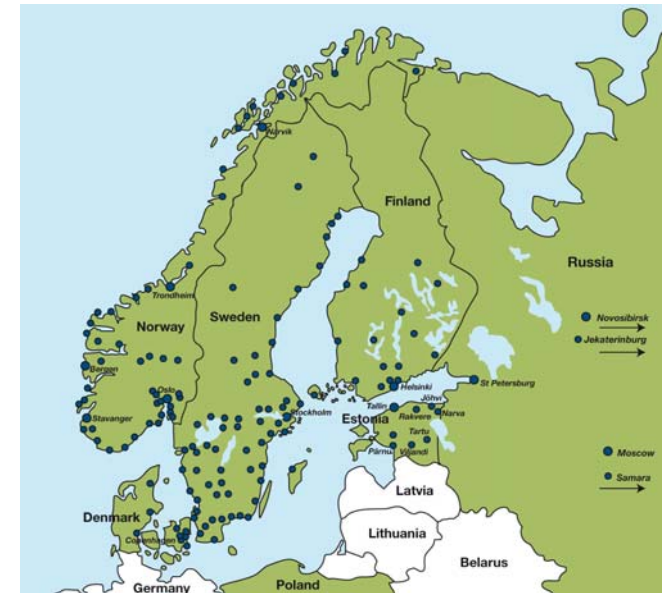 Narvik
Finland
Russia
Trondheim
Norway
Sweden
Novosibirsk
Jekaterinburg
Bergen
Oslo
Helsinki
St Petersburg
Stavanger
Stockholm
Tallin
Jöhvi
Estonia
Rakvere
Narva
Tartu
Pärnu
Viljandi
Moscow
Samara
Latvia
Denmark
Copenhagen
Lithuania
Belarus
Germany
Poland